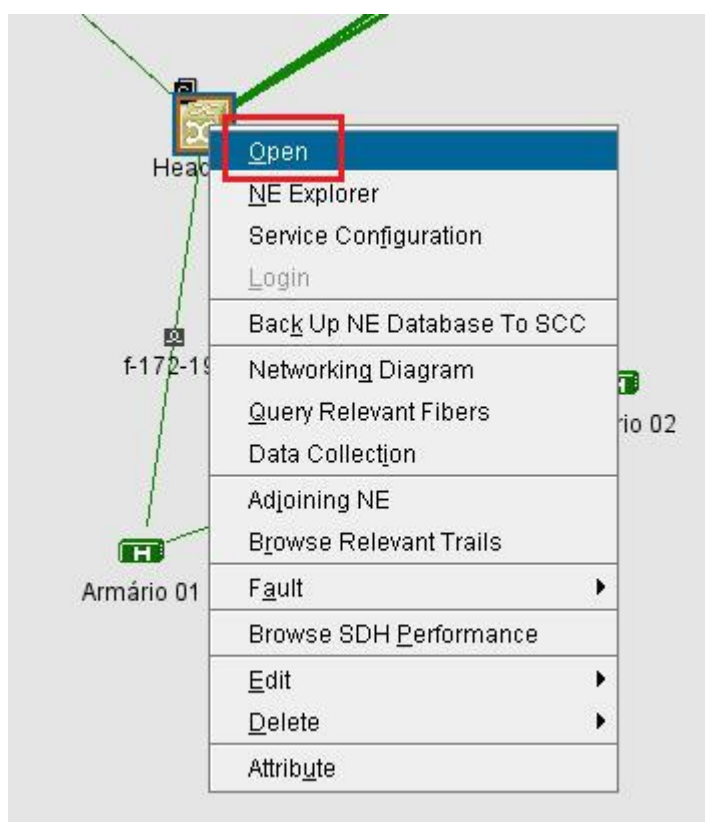 Open
Head
NE Explorer
Service Configuration
Login
Back Up NE Database To SCC
f-172-19
Networking Diagram
Query Relevant Fibers
rio 02
Data Collection
Adjoining NE
Browse Relevant Trails
H
Armário 01
Fault
Browse SDH Performance
Edit
Delete
Attribute